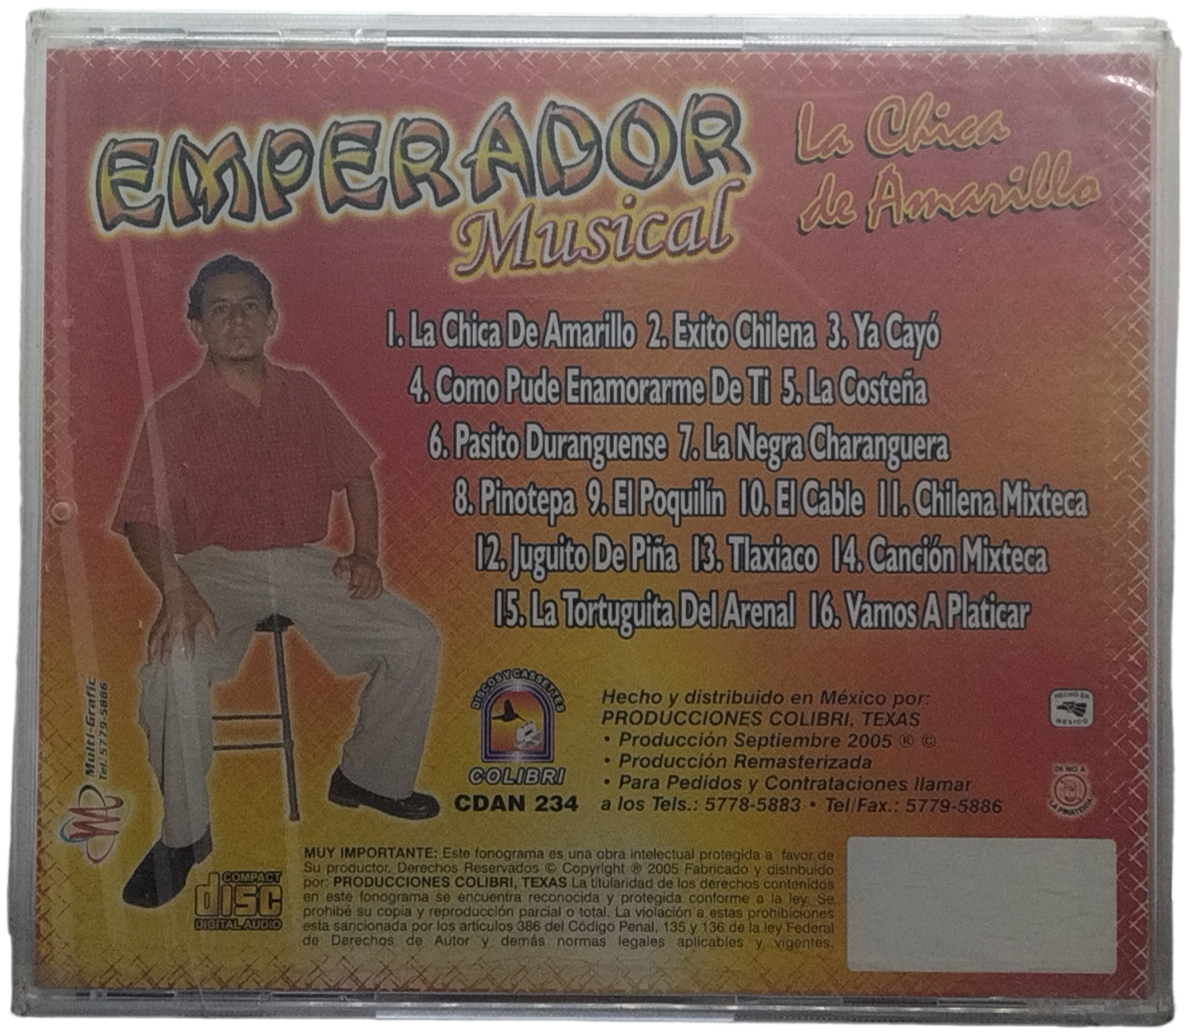 EMPERADOR
Musical
La Chica
de Amarillo
1. La Chica De Amarillo 2. Exito Chilena 3. Ya Cayó
4. Como Pude Enamorarme De Ti 5. La Costeña
6. Pasito Duranguense 7. La Negra Charanguera
8. Pinotepa 9. El Poquilín 10. El Cable 11. Chilena Mixteca
12. Juguito De Piña 13. Tlaxiaco 14. Canción Mixteca
15. La Tortuguita Del Arenal 16. Vamos A Platicar
Multi-Grafic
Tel. 5779-5886
DISCOS Y CASSETTES
COLIBRI
CDAN 234
Hecho y distribuido en México por:
PRODUCCIONES COLIBRI, TEXAS
• Producción Septiembre 2005 ® ©
• Producción Remasterizada
• Para Pedidos y Contrataciones llamar
a los Tels.: 5778-5883 • Tel/Fax.: 5779-5886
HECHO EN
MEXICO
DI NO A
LA PIRATERIA
COMPACT
disc
DIGITAL AUDIO
MUY IMPORTANTE: Este fonograma es una obra intelectual protegida a favor de
Su productor. Derechos Reservados © Copyright ® 2005 Fabricado y distribuido
por: PRODUCCIONES COLIBRI, TEXAS La titularidad de los derechos contenidos
en este fonograma se encuentra reconocida y protegida conforme a la ley. Se
prohibé su copia y reproducción parcial o total. La violación a estas prohibiciones
esta sancionada por los artículos 386 del Código Penal, 135 y 136 de la ley Federal
de Derechos de Autor y demás normas legales aplicables y vigentes.